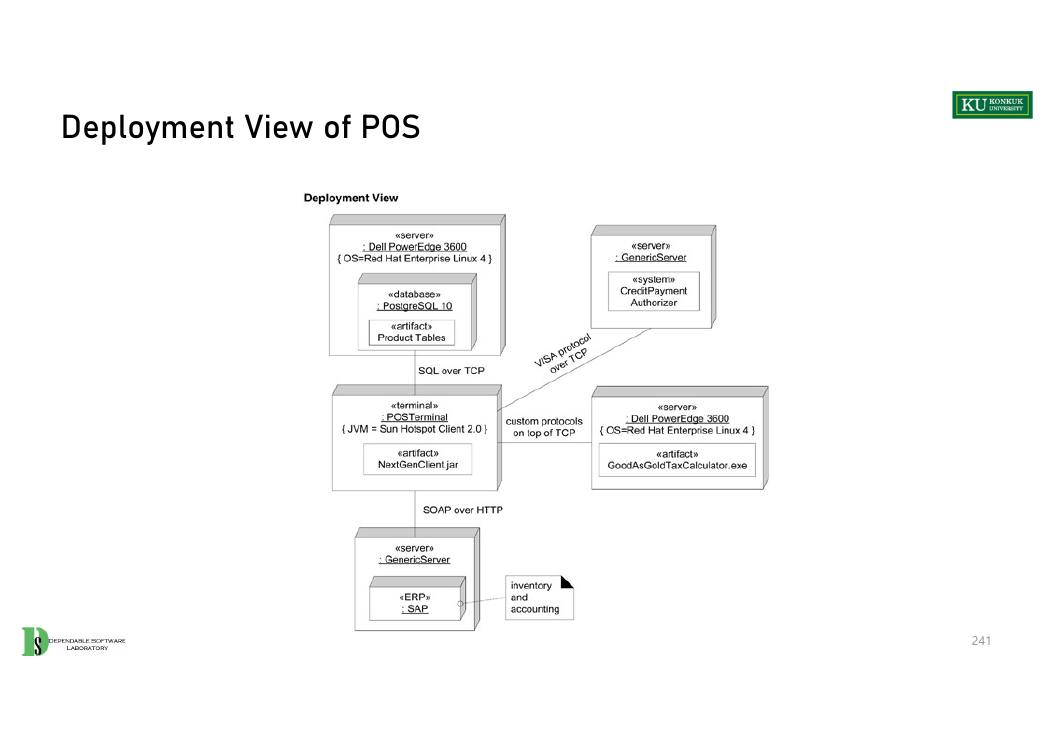 Deployment View of POS
KU KONKUK
UNIVERSITY
Deployment View
«server»
: Dell PowerEdge 3600
{ OS=Red Hat Enterprise Linux 4 }
«database»
: PostgreSQL 10
«artifact»
Product Tables
«server»
: GenericServer
«system»
CreditPayment
Authorizer
SQL over TCP
VISA protocol
over TCP
«terminal»
: POSTerminal
{ JVM = Sun Hotspot Client 2.0 }
«artifact»
NextGenClient.jar
custom protocols
on top of TCP
«server»
: Dell PowerEdge 3600
{ OS=Red Hat Enterprise Linux 4 }
«artifact»
GoodAsGoldTaxCalculator.exe
SOAP over HTTP
«server»
: GenericServer
«ERP»
: SAP
inventory
and
accounting
DS DEPENDABLE SOFTWARE
LABORATORY
241